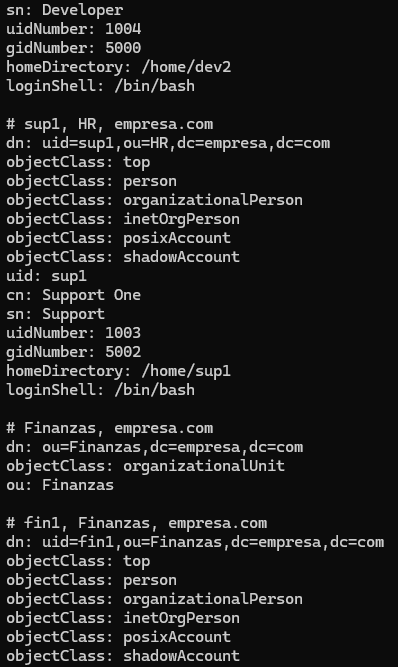 sn: Developer
uidNumber: 1004
gidNumber: 5000
homeDirectory: /home/dev2
loginShell: /bin/bash

# sup1, HR, empresa.com
dn: uid=sup1,ou=HR,dc=empresa,dc=com
objectClass: top
objectClass: person
objectClass: organizationalPerson
objectClass: inetOrgPerson
objectClass: posixAccount
objectClass: shadowAccount
uid: sup1
cn: Support One
sn: Support
uidNumber: 1003
gidNumber: 5002
homeDirectory: /home/sup1
loginShell: /bin/bash

# Finanzas, empresa.com
dn: ou=Finanzas,dc=empresa,dc=com
objectClass: organizationalUnit
ou: Finanzas

# fin1, Finanzas, empresa.com
dn: uid=fin1,ou=Finanzas,dc=empresa,dc=com
objectClass: top
objectClass: person
objectClass: organizationalPerson
objectClass: inetOrgPerson
objectClass: posixAccount
objectClass: shadowAccount